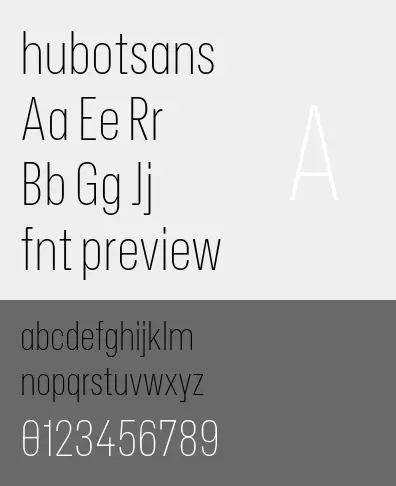 hubotsans
Aa Ee Rr
A
Bb Gg Jj
fnt preview
abcdefghijklm
nopqrstuvwxyz
0123456789